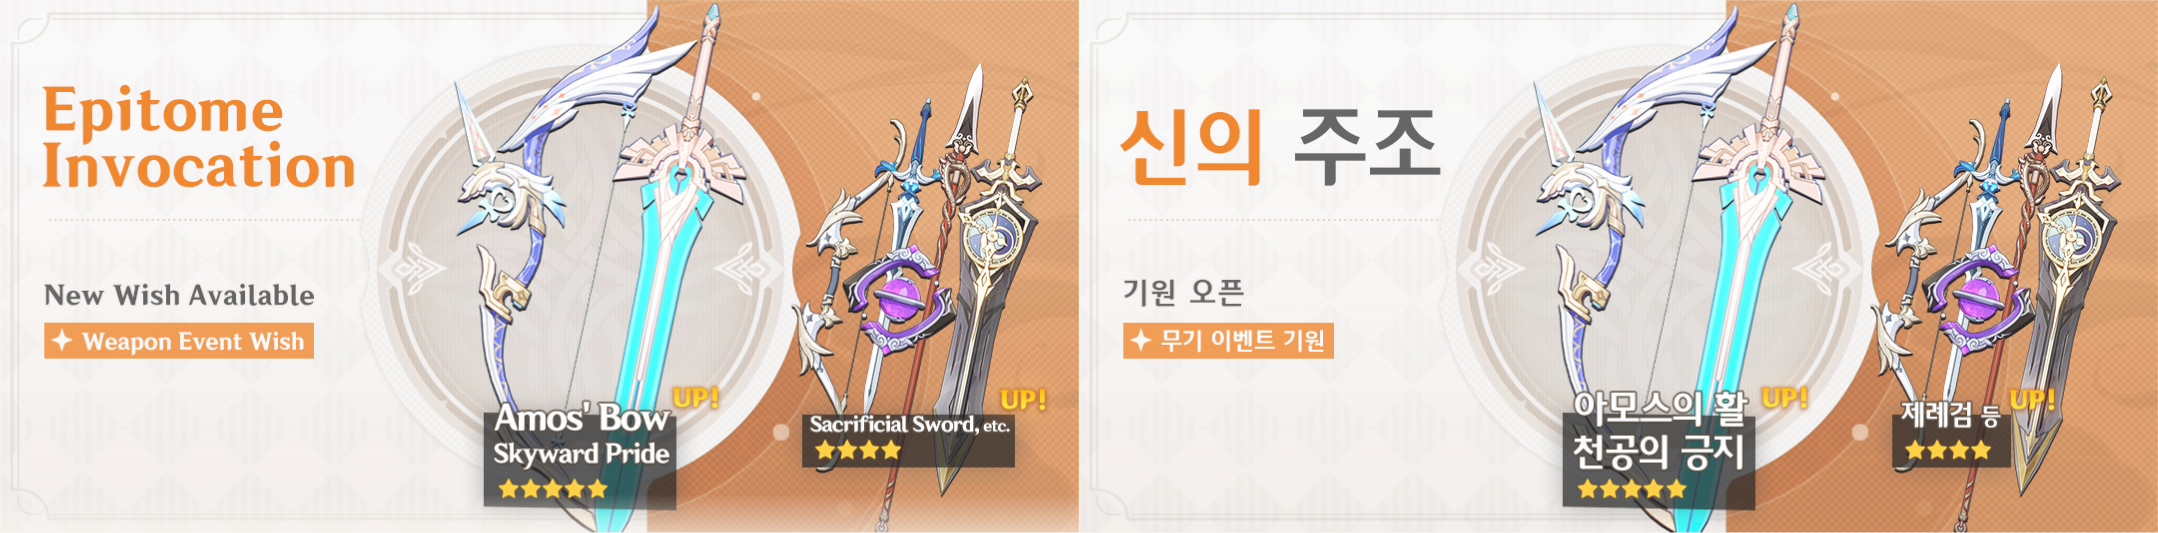 Epitome
Invocation
New Wish Available
Weapon Event Wish
UP!
Amos' Bow
Skyward Pride
UP!
Sacrificial Sword, etc.
신의 주조
기원 오픈
무기 이벤트 기원
UP!
아모스의 활
천공의 긍지
UP!
제례검 등